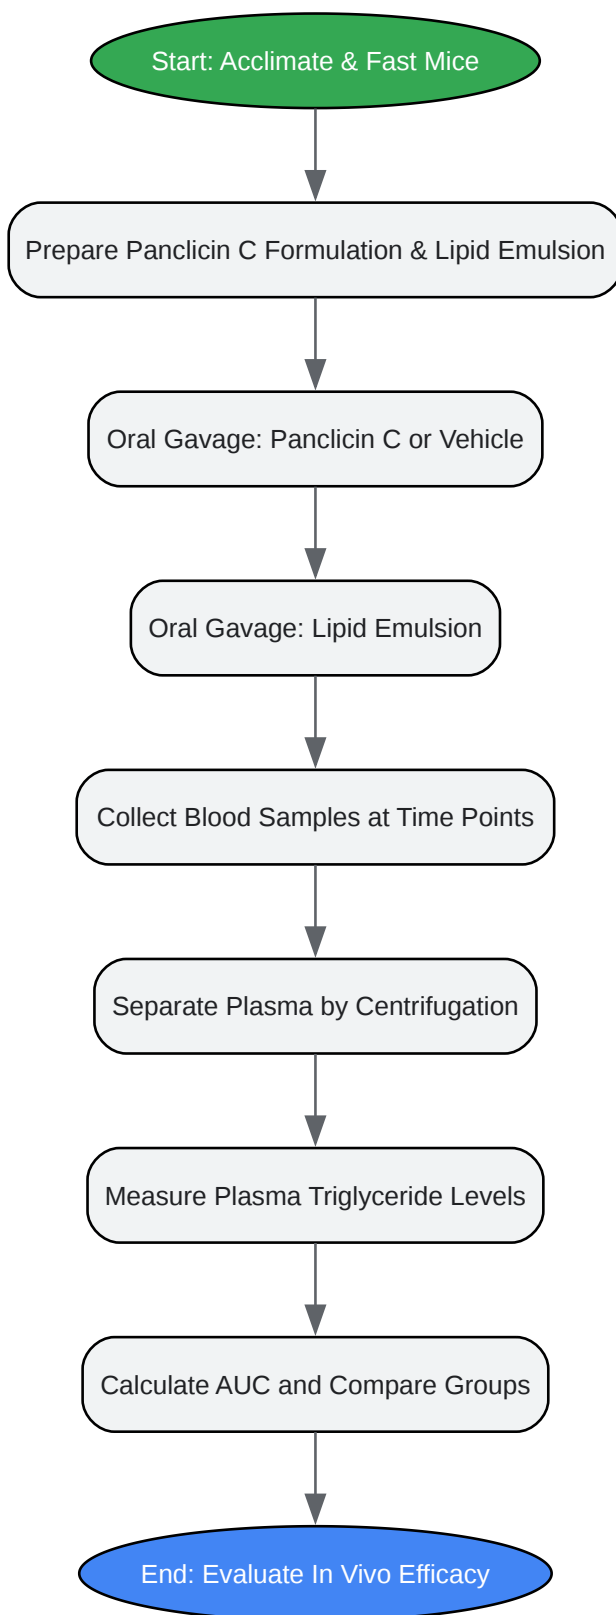 Start: Acclimate & Fast Mice
Prepare Panclicin C Formulation & Lipid Emulsion
Oral Gavage: Panclicin C or Vehicle
Oral Gavage: Lipid Emulsion
Collect Blood Samples at Time Points
Separate Plasma by Centrifugation
Measure Plasma Triglyceride Levels
Calculate AUC and Compare Groups
End: Evaluate In Vivo Efficacy